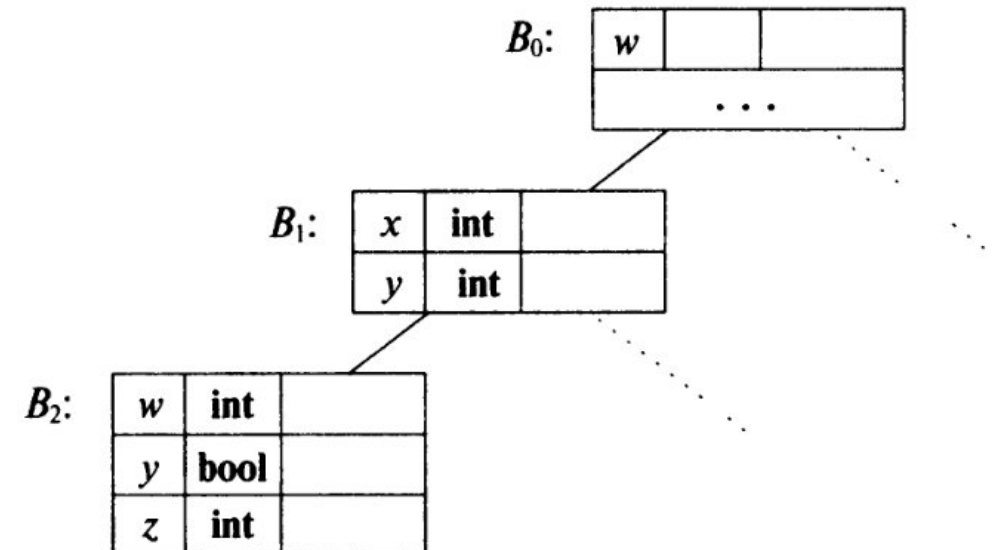 B₀: w
...
B₁: x int
y int
B₂: w int
y bool
z int